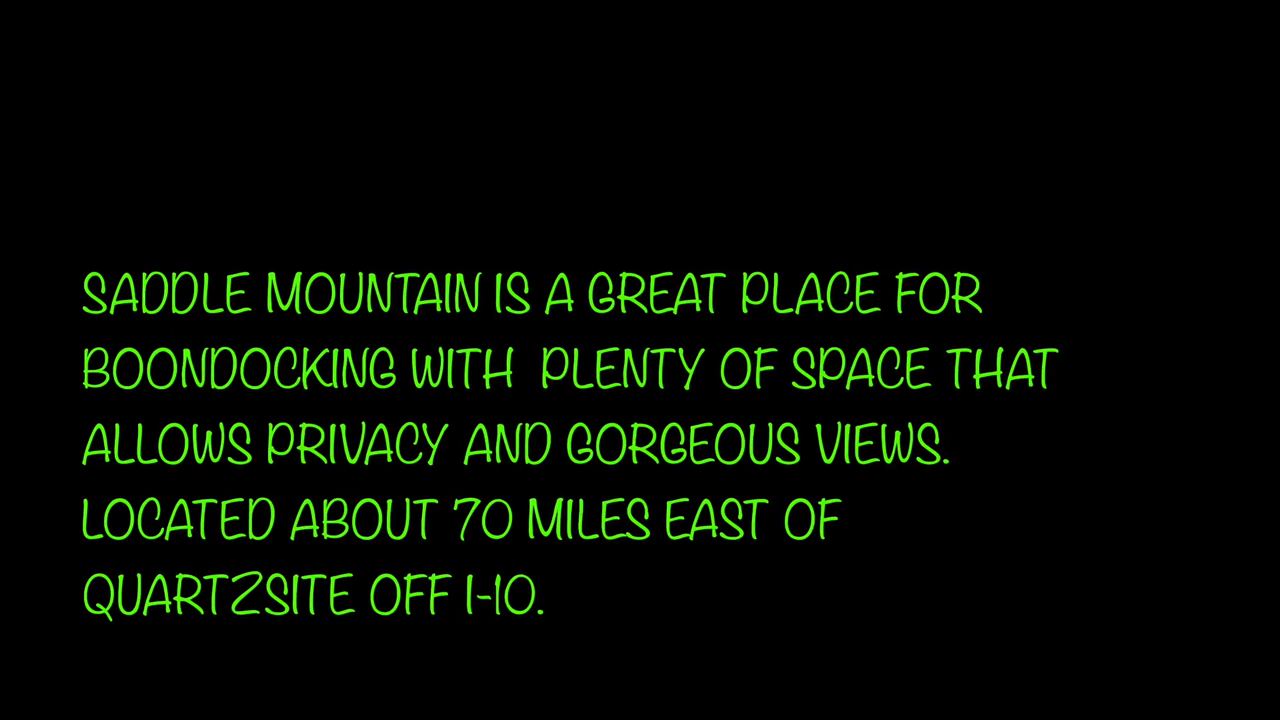 SADDLE MOUNTAIN IS A GREAT PLACE FOR
BOONDOCKING WITH  PLENTY OF SPACE THAT
ALLOWS PRIVACY AND GORGEOUS VIEWS.
LOCATED ABOUT 70 MILES EAST OF
QUARTZSITE OFF I-10.